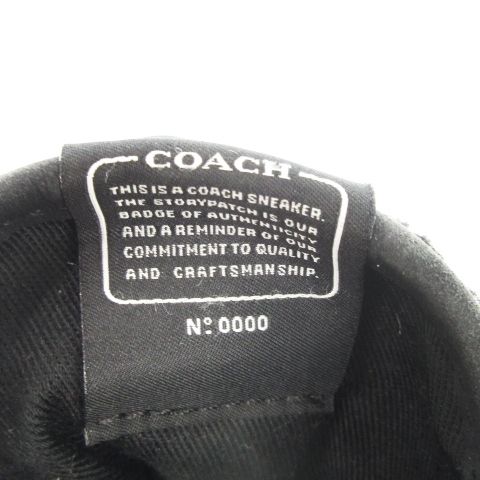 COACH
THIS IS A COACH SNEAKER.
THE STORYPATCH IS OUR
BADGE OF AUTHENTICITY
AND A REMINDER OF OUR
COMMITMENT TO QUALITY
AND CRAFTSMANSHIP.
Nº 0000